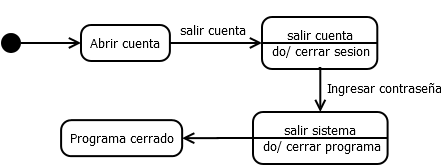 Abrir cuenta
salir cuenta
salir cuenta
do/ cerrar sesion
Ingresar contraseña
salir sistema
do/ cerrar programa
Programa cerrado